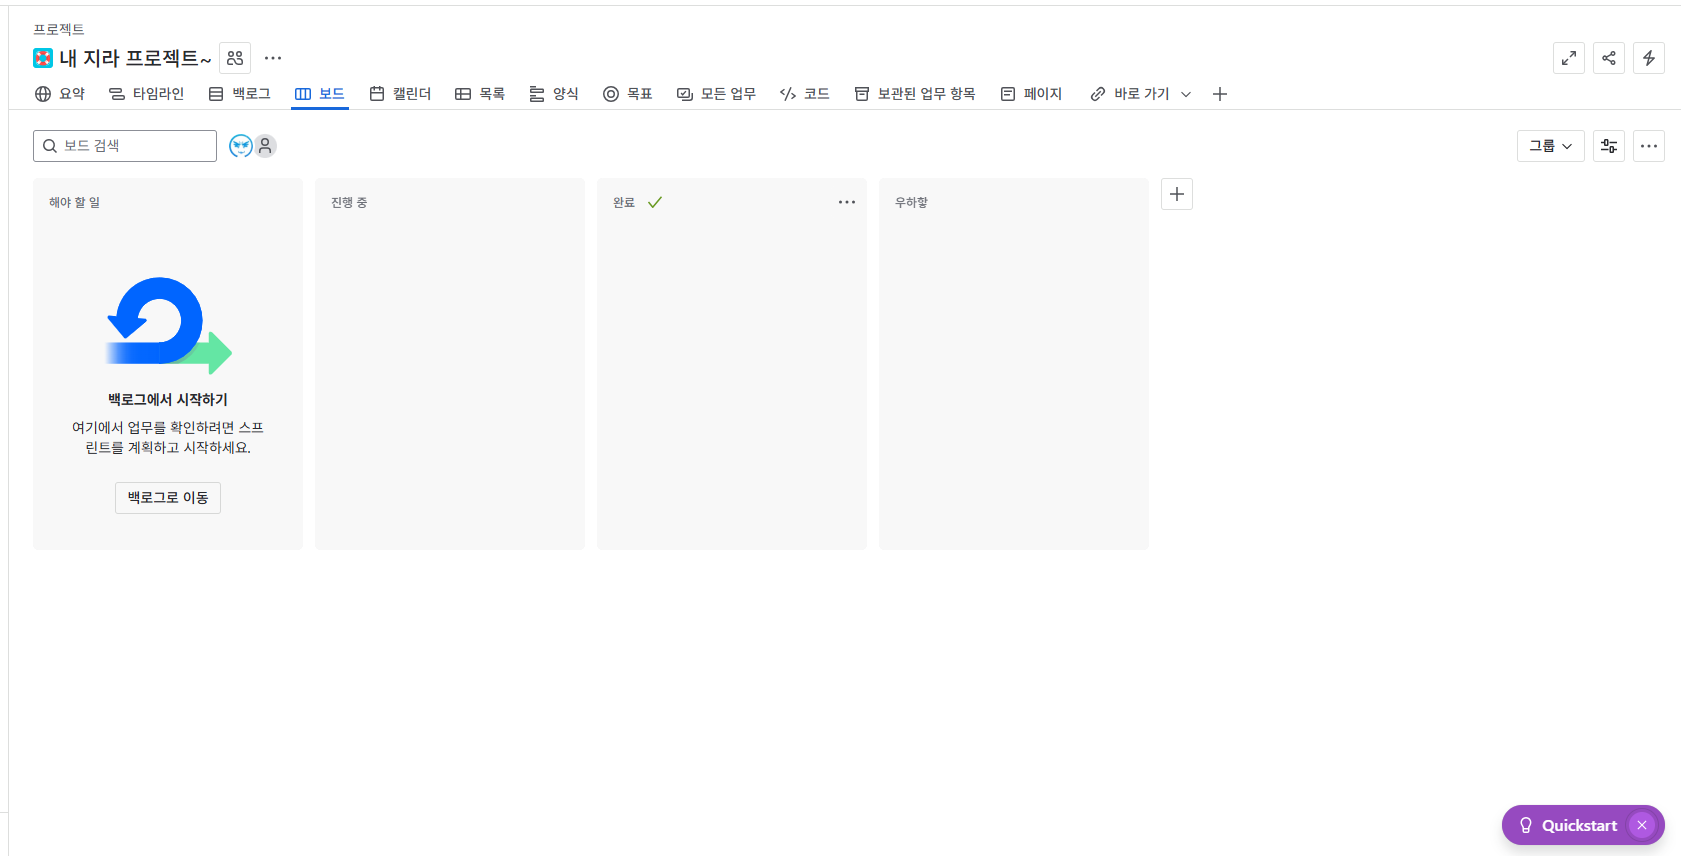 프로젝트
내 지라 프로젝트~
요약 타임라인 백로그 보드 캘린더 목록 양식 목표 모든 업무 코드 보관된 업무 항목 페이지 바로 가기
보드 검색
그룹
해야 할 일
진행 중
완료
우하핳
백로그에서 시작하기
여기에서 업무를 확인하려면 스프
린트를 계획하고 시작하세요.
백로그로 이동
Quickstart